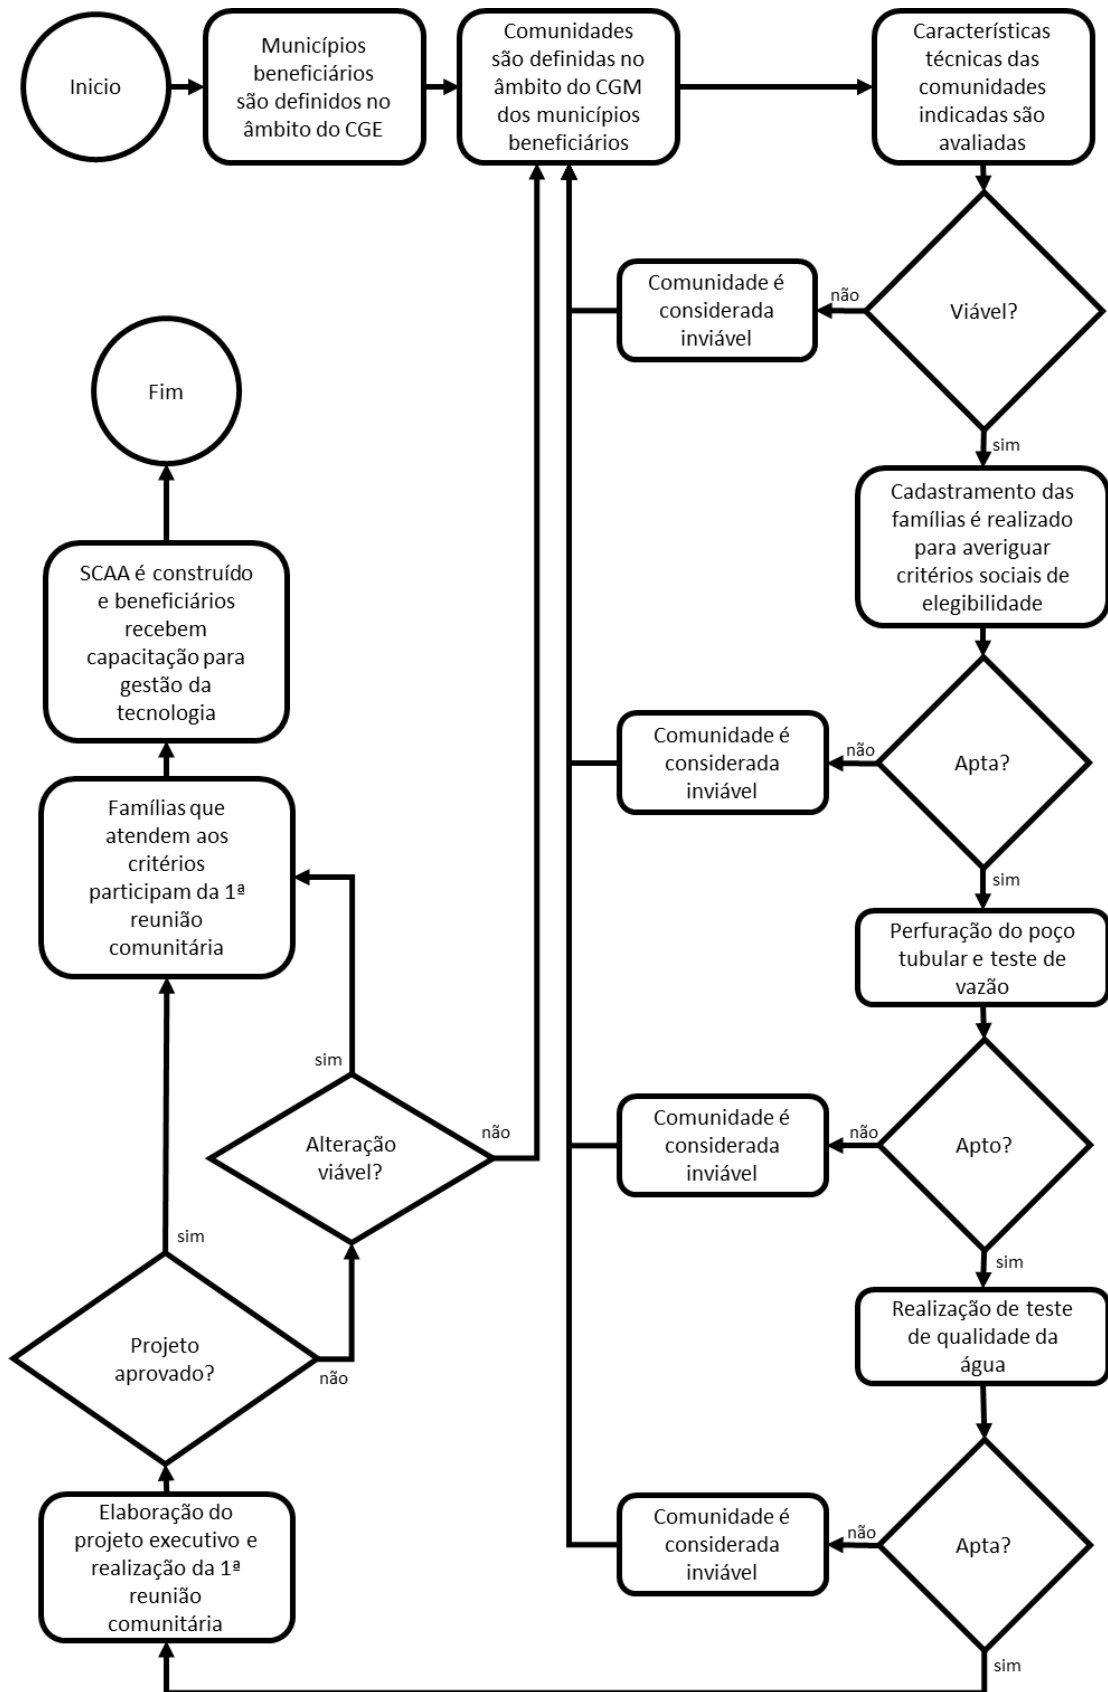 Inicio
Municípios
beneficiários
são definidos no
âmbito do CGE
Comunidades
são definidas no
âmbito do CGM
dos municípios
beneficiários
Características
técnicas das
comunidades
indicadas são
avaliadas
Viável?
não
Comunidade é
considerada
inviável
sim
Cadastramento das
famílias é realizado
para averiguar
critérios sociais de
elegibilidade
Apta?
não
Comunidade é
considerada
inviável
sim
Perfuração do poço
tubular e teste de
vazão
Apto?
não
Comunidade é
considerada
inviável
sim
Realização de teste
de qualidade da
água
Apta?
não
Comunidade é
considerada
inviável
sim
Elaboração do
projeto executivo e
realização da 1ª
reunião
comunitária
Projeto
aprovado?
não
sim
Alteração
viável?
não
sim
Famílias que
atendem aos
critérios
participam da 1ª
reunião
comunitária
SCAA é construído
e beneficiários
recebem
capacitação para
gestão da
tecnologia
Fim